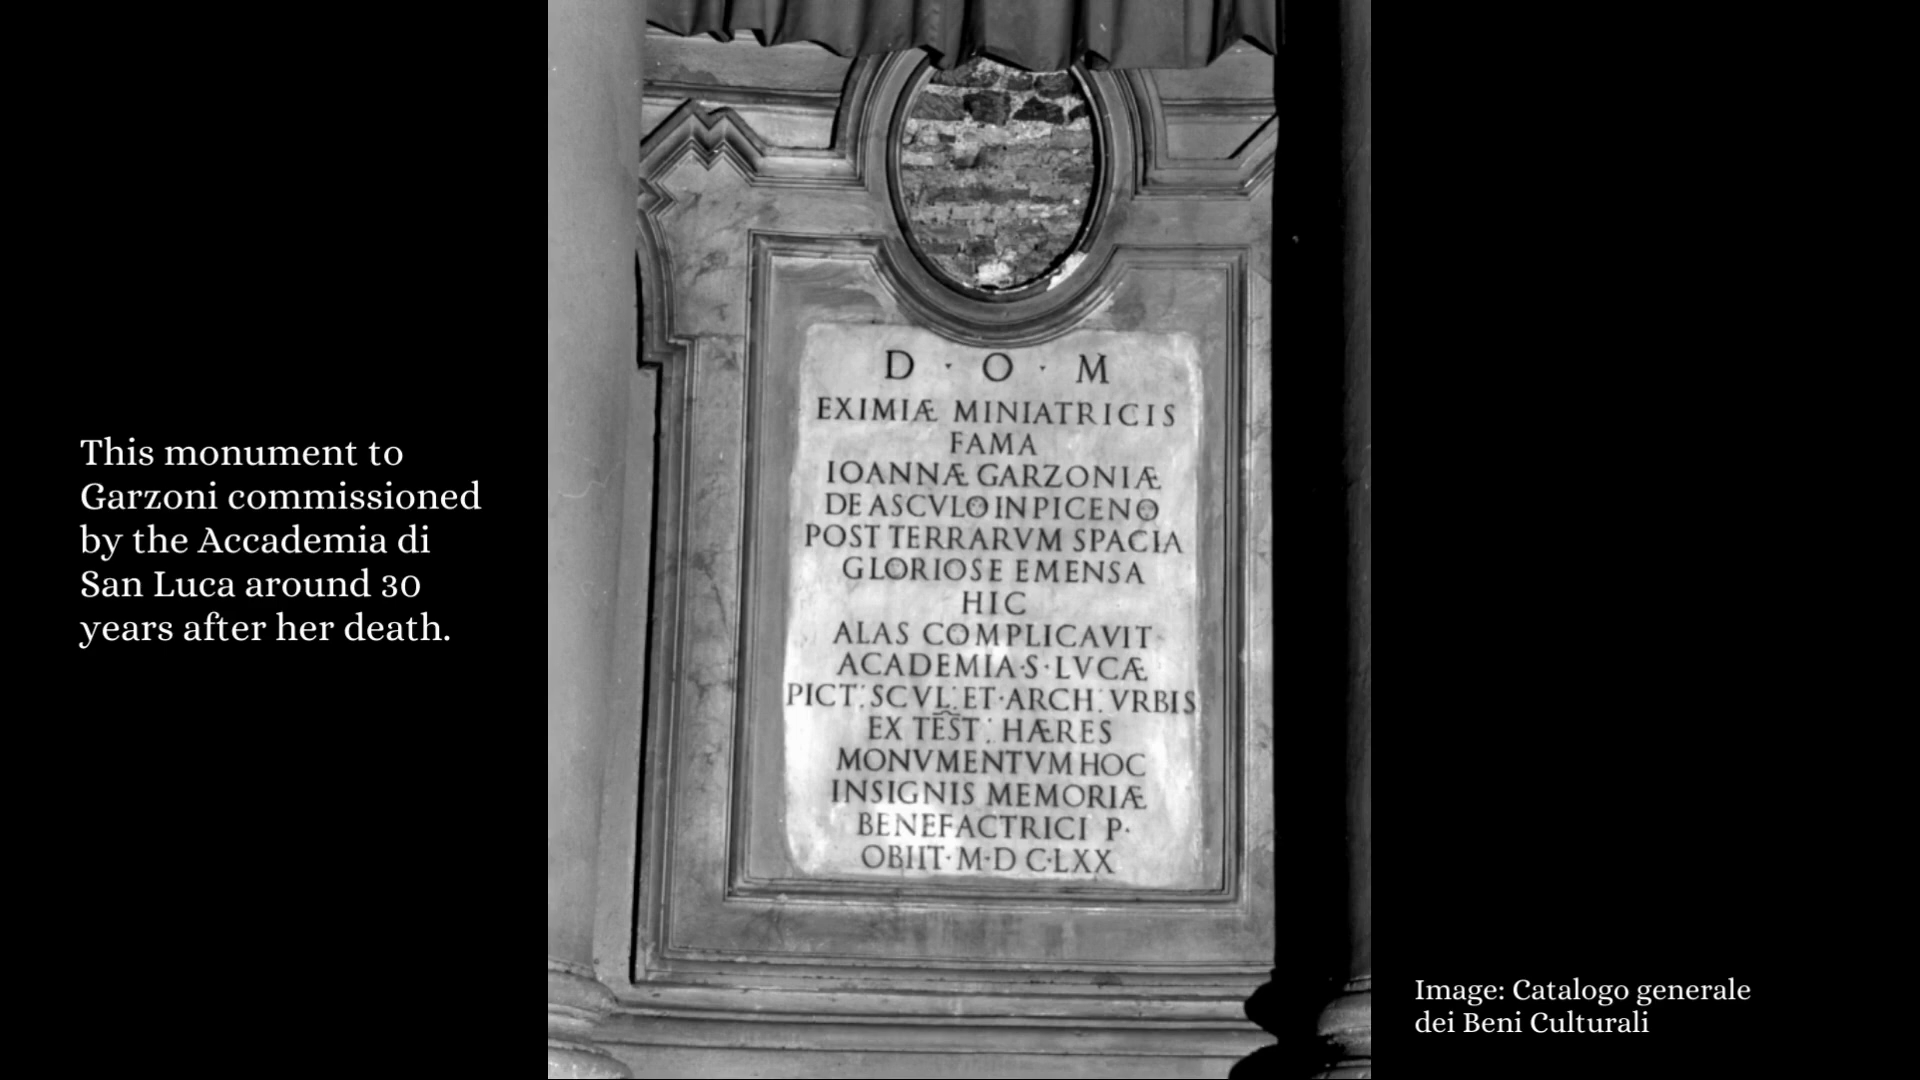 This monument to
Garzoni commissioned
by the Accademia di
San Luca around 30
years after her death.
D · O · M
EXIMIÆ MINIATRICIS
FAMA
IOANNÆ GARZONIÆ
DE ASCVLO IN PICENO
POST TERRARVM SPACIA
GLORIOSE EMENSA
HIC
ALAS COMPLICAVIT
ACADEMIA·S·LVCÆ
PICT: SCVL: ET·ARCH: VRBIS
EX TEST: HÆRES
MONVMENTVM HOC
INSIGNIS MEMORIÆ
BENEFACTRICI P·
OBIIT·M·D C·LXX
Image: Catalogo generale
dei Beni Culturali